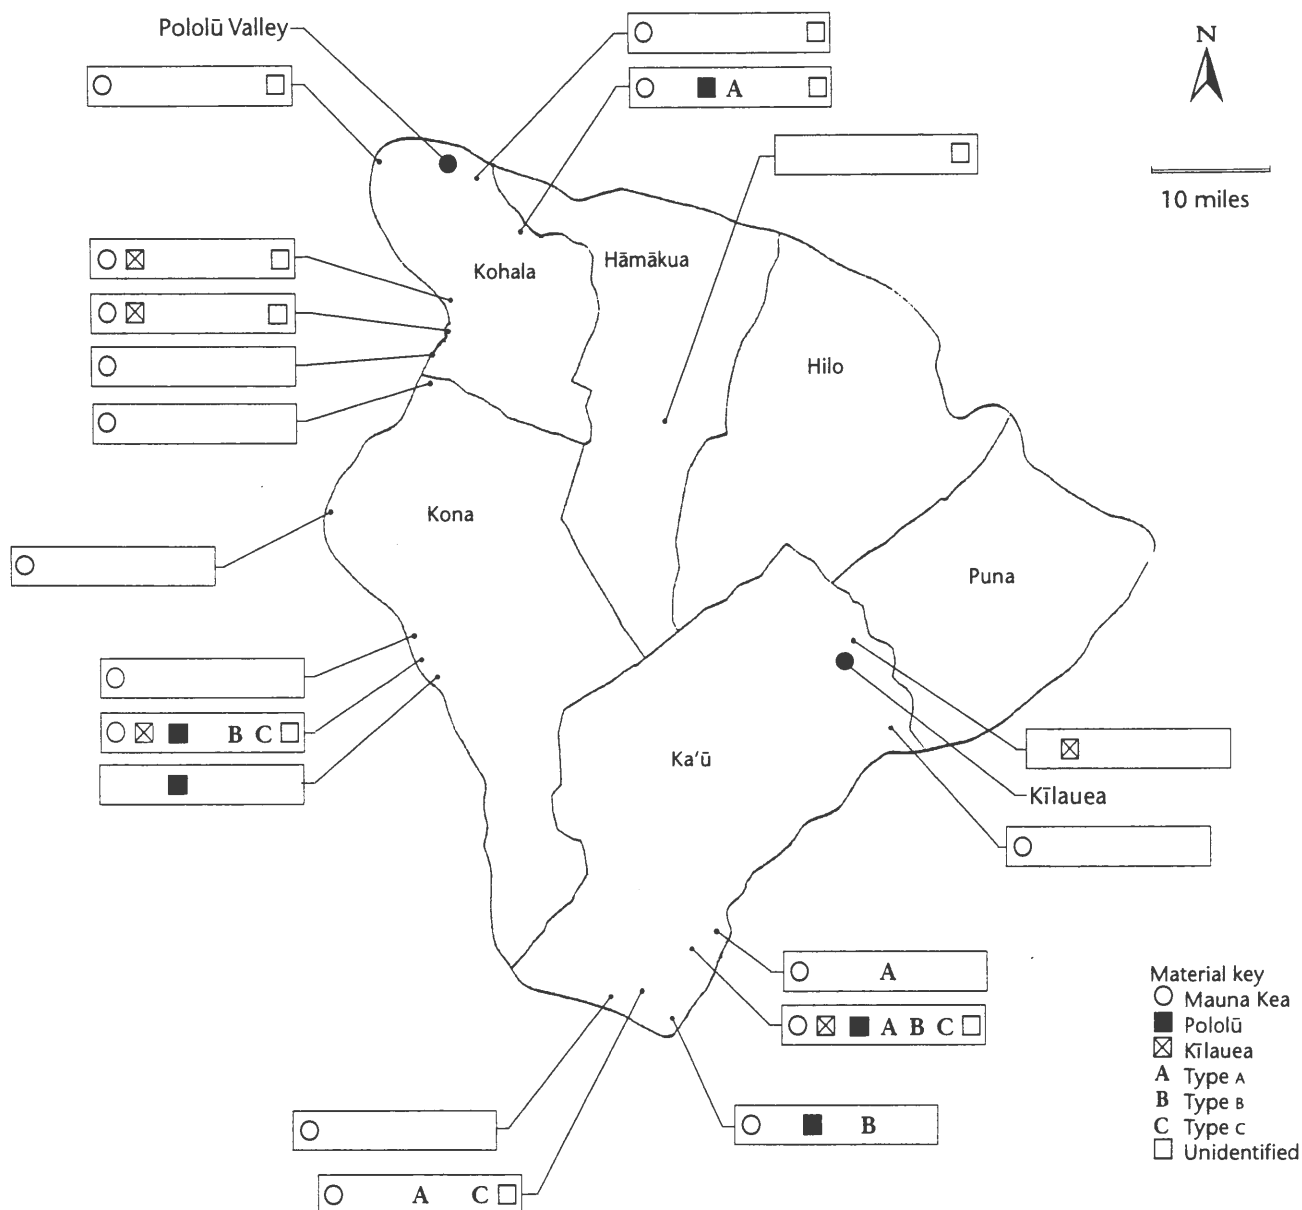 Pololū Valley
N
A
10 miles
Hāmākua
Kohala
Hilo
Kona
Puna
B C
Kaʻū
Kīlauea
A
A B C
B
A C
Material key
Mauna Kea
Pololū
Kīlauea
A Type A
B Type B
C Type C
Unidentified